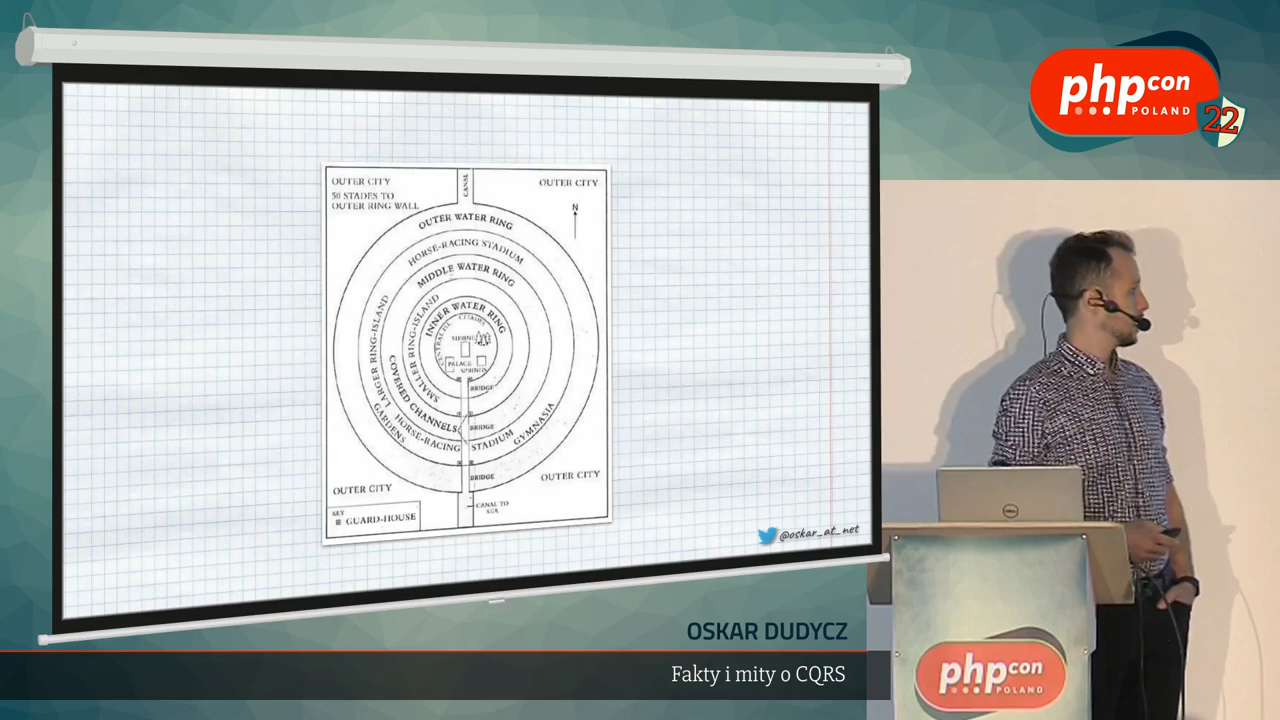 php con
POLAND
22
OUTER CITY
50 STADES TO
OUTER RING WALL
CANAL
OUTER CITY
N
OUTER WATER RING
HORSE-RACING STADIUM
MIDDLE WATER RING
INNER WATER RING
CITADEL
PALACE
SPRINGS
LARGER RING-ISLAND
SMALLER RING-ISLAND
COVERED CHANNELS
GARDENS
HORSE-RACING STADIUM
GYMNASIA
BRIDGE
BRIDGE
BRIDGE
OUTER CITY
OUTER CITY
CANAL TO
SEA
KEY
GUARD-HOUSE
@oskar_at_net
OSKAR DUDYCZ
Fakty i mity o CQRS
DELL
php con
POLAND